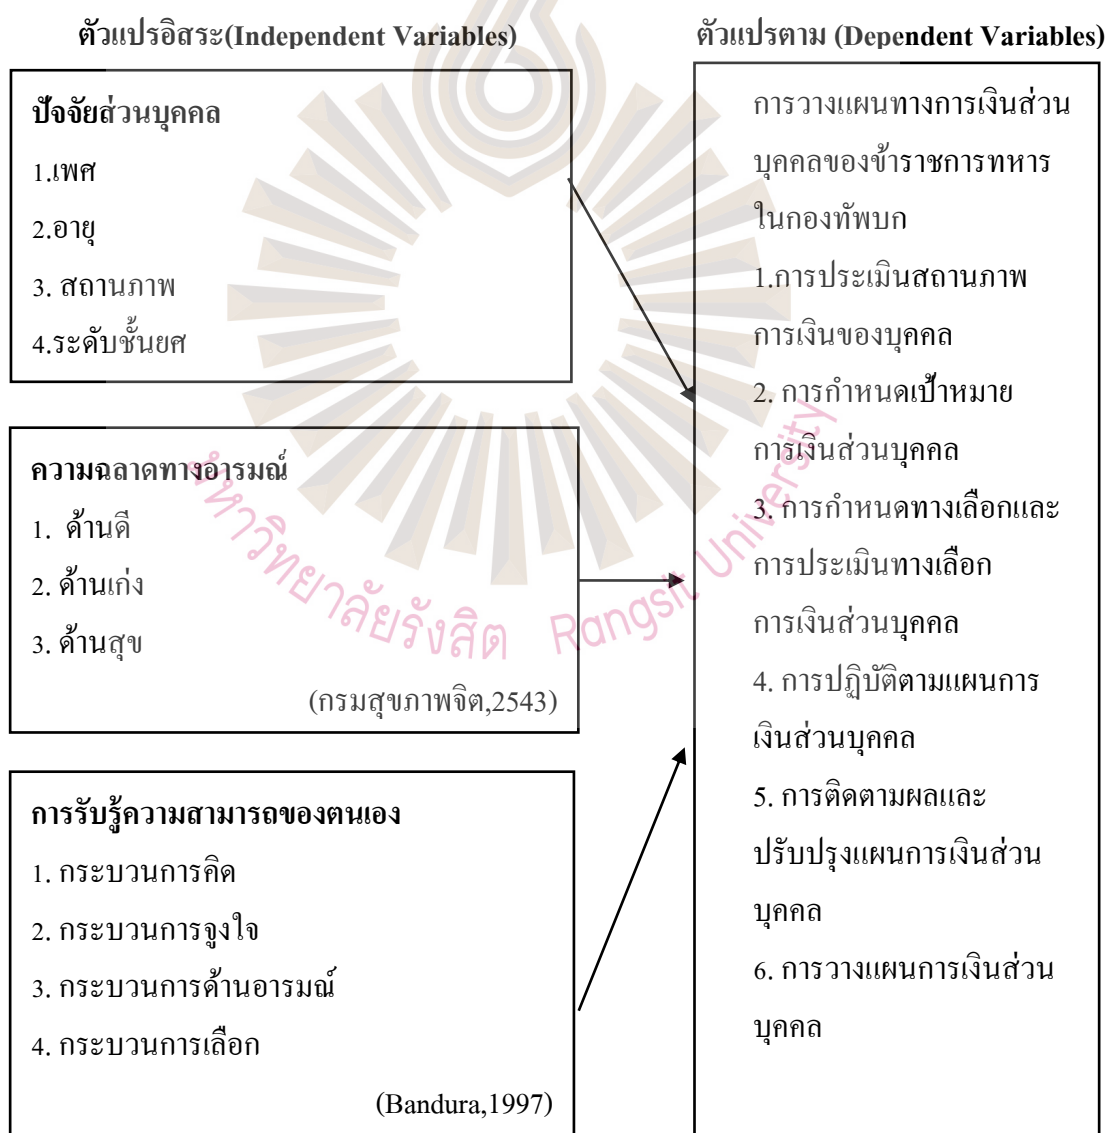 ตัวแปรอิสระ(Independent Variables)
ปัจจัยส่วนบุคคล
1.เพศ
2.อายุ
3. สถานภาพ
4.ระดับชั้นยศ
ความฉลาดทางอารมณ์
1. ด้านดี
2. ด้านเก่ง
3. ด้านสุข
(กรมสุขภาพจิต,2543)
การรับรู้ความสามารถของตนเอง
1. กระบวนการคิด
2. กระบวนการจูงใจ
3. กระบวนการด้านอารมณ์
4. กระบวนการเลือก
(Bandura,1997)
ตัวแปรตาม (Dependent Variables)
การวางแผนทางการเงินส่วน
บุคคลของข้าราชการทหาร
ในกองทัพบก
1.การประเมินสถานภาพ
การเงินของบุคคล
2. การกำหนดเป้าหมาย
การเงินส่วนบุคคล
3. การกำหนดทางเลือกและ
การประเมินทางเลือก
การเงินส่วนบุคคล
4. การปฏิบัติตามแผนการ
เงินส่วนบุคคล
5. การติดตามผลและ
ปรับปรุงแผนการเงินส่วน
บุคคล
6. การวางแผนการเงินส่วน
บุคคล
มหาวิทยาลัยรังสิต Rangsit University